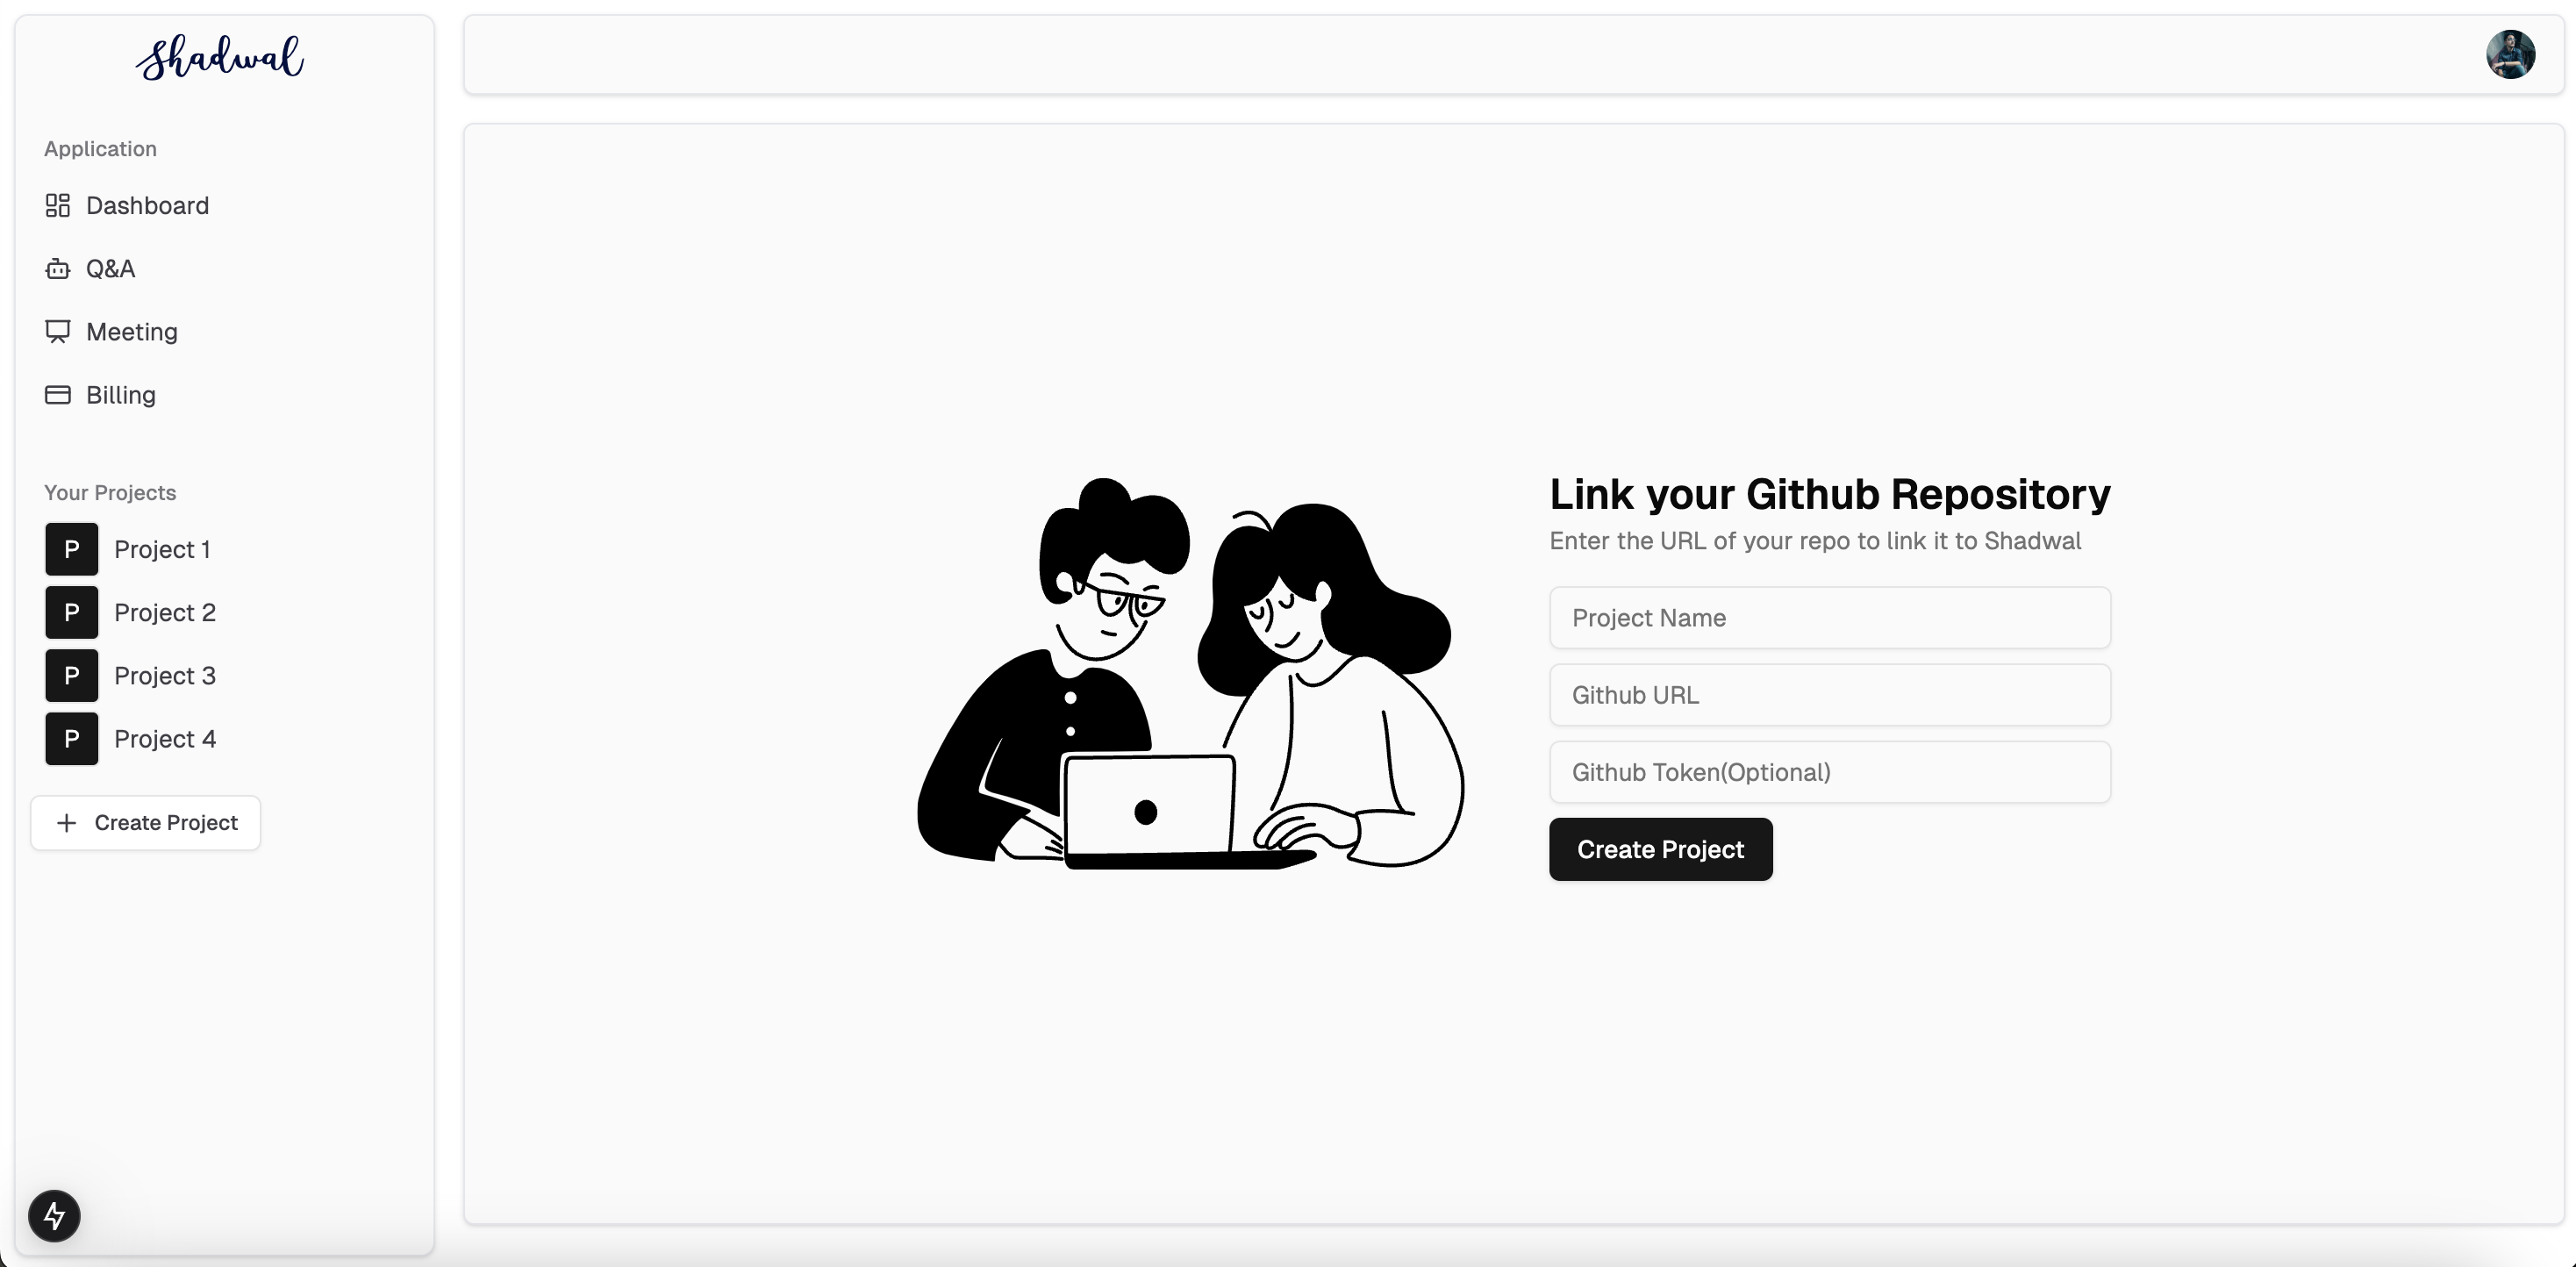 Shadwal
Application
Dashboard
Q&A
Meeting
Billing
Your Projects
P Project 1
P Project 2
P Project 3
P Project 4
+ Create Project
Link your Github Repository
Enter the URL of your repo to link it to Shadwal
Project Name
Github URL
Github Token(Optional)
Create Project